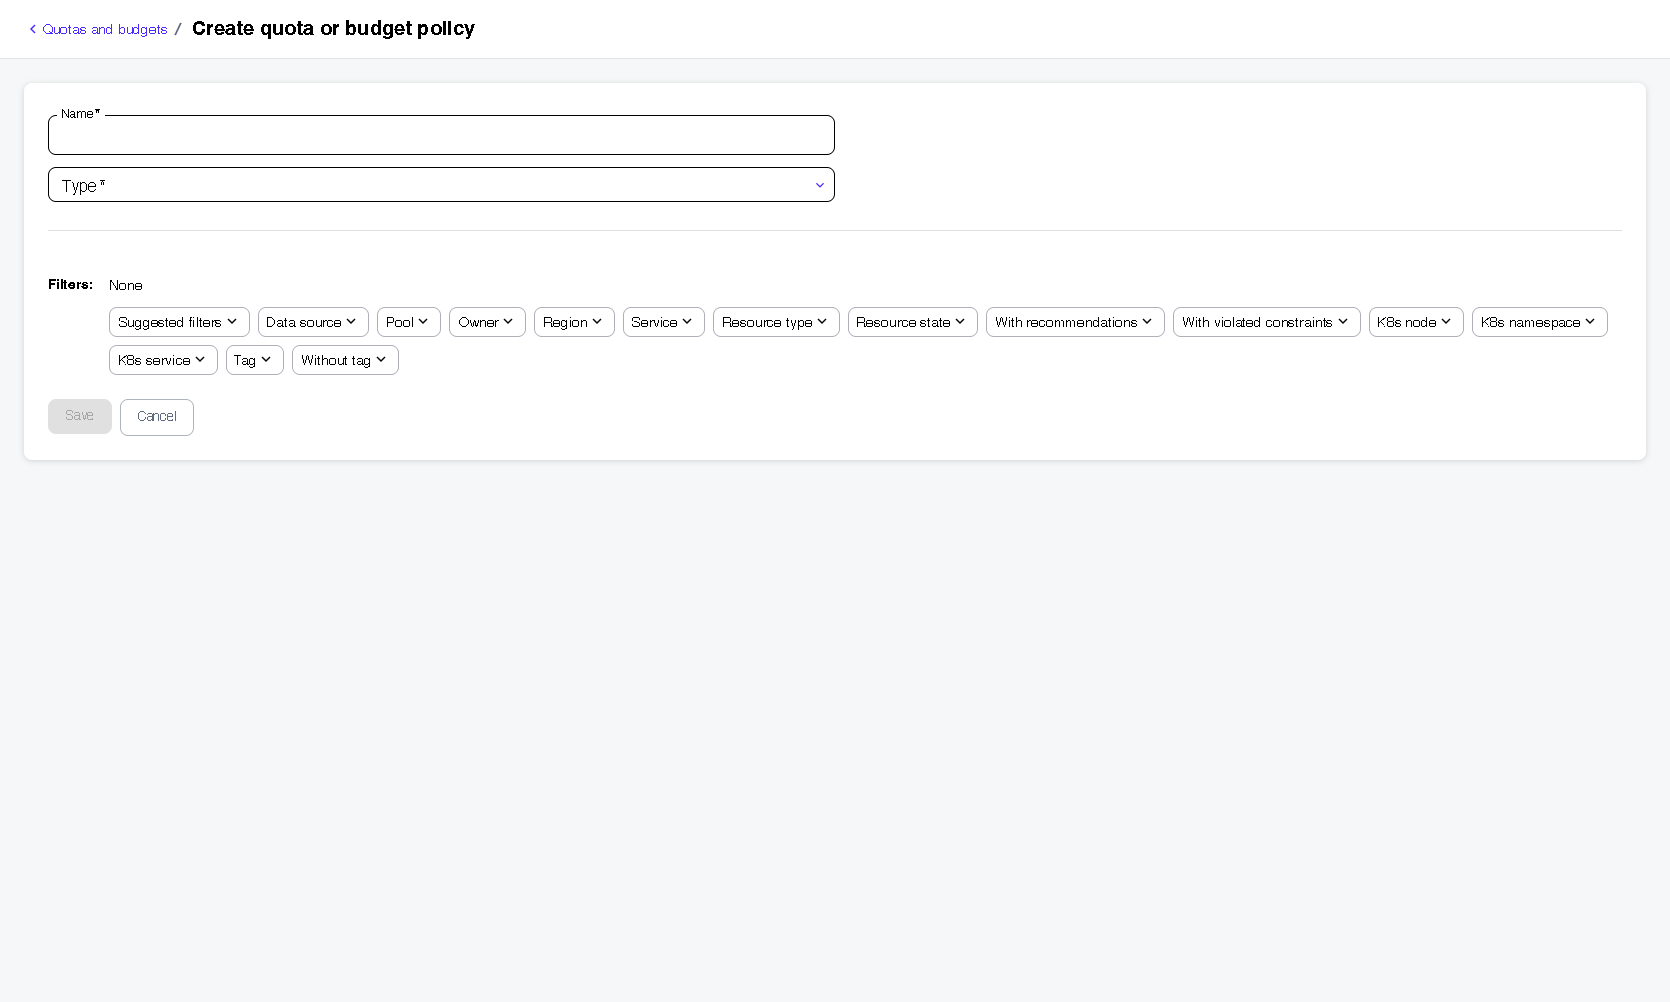 Quotas and budgets / Create quota or budget policy
Name *
Type *
Filters: None
Suggested filters Data source Pool Owner Region Service Resource type Resource state With recommendations With violated constraints K8s node K8s namespace
K8s service Tag Without tag
Save Cancel